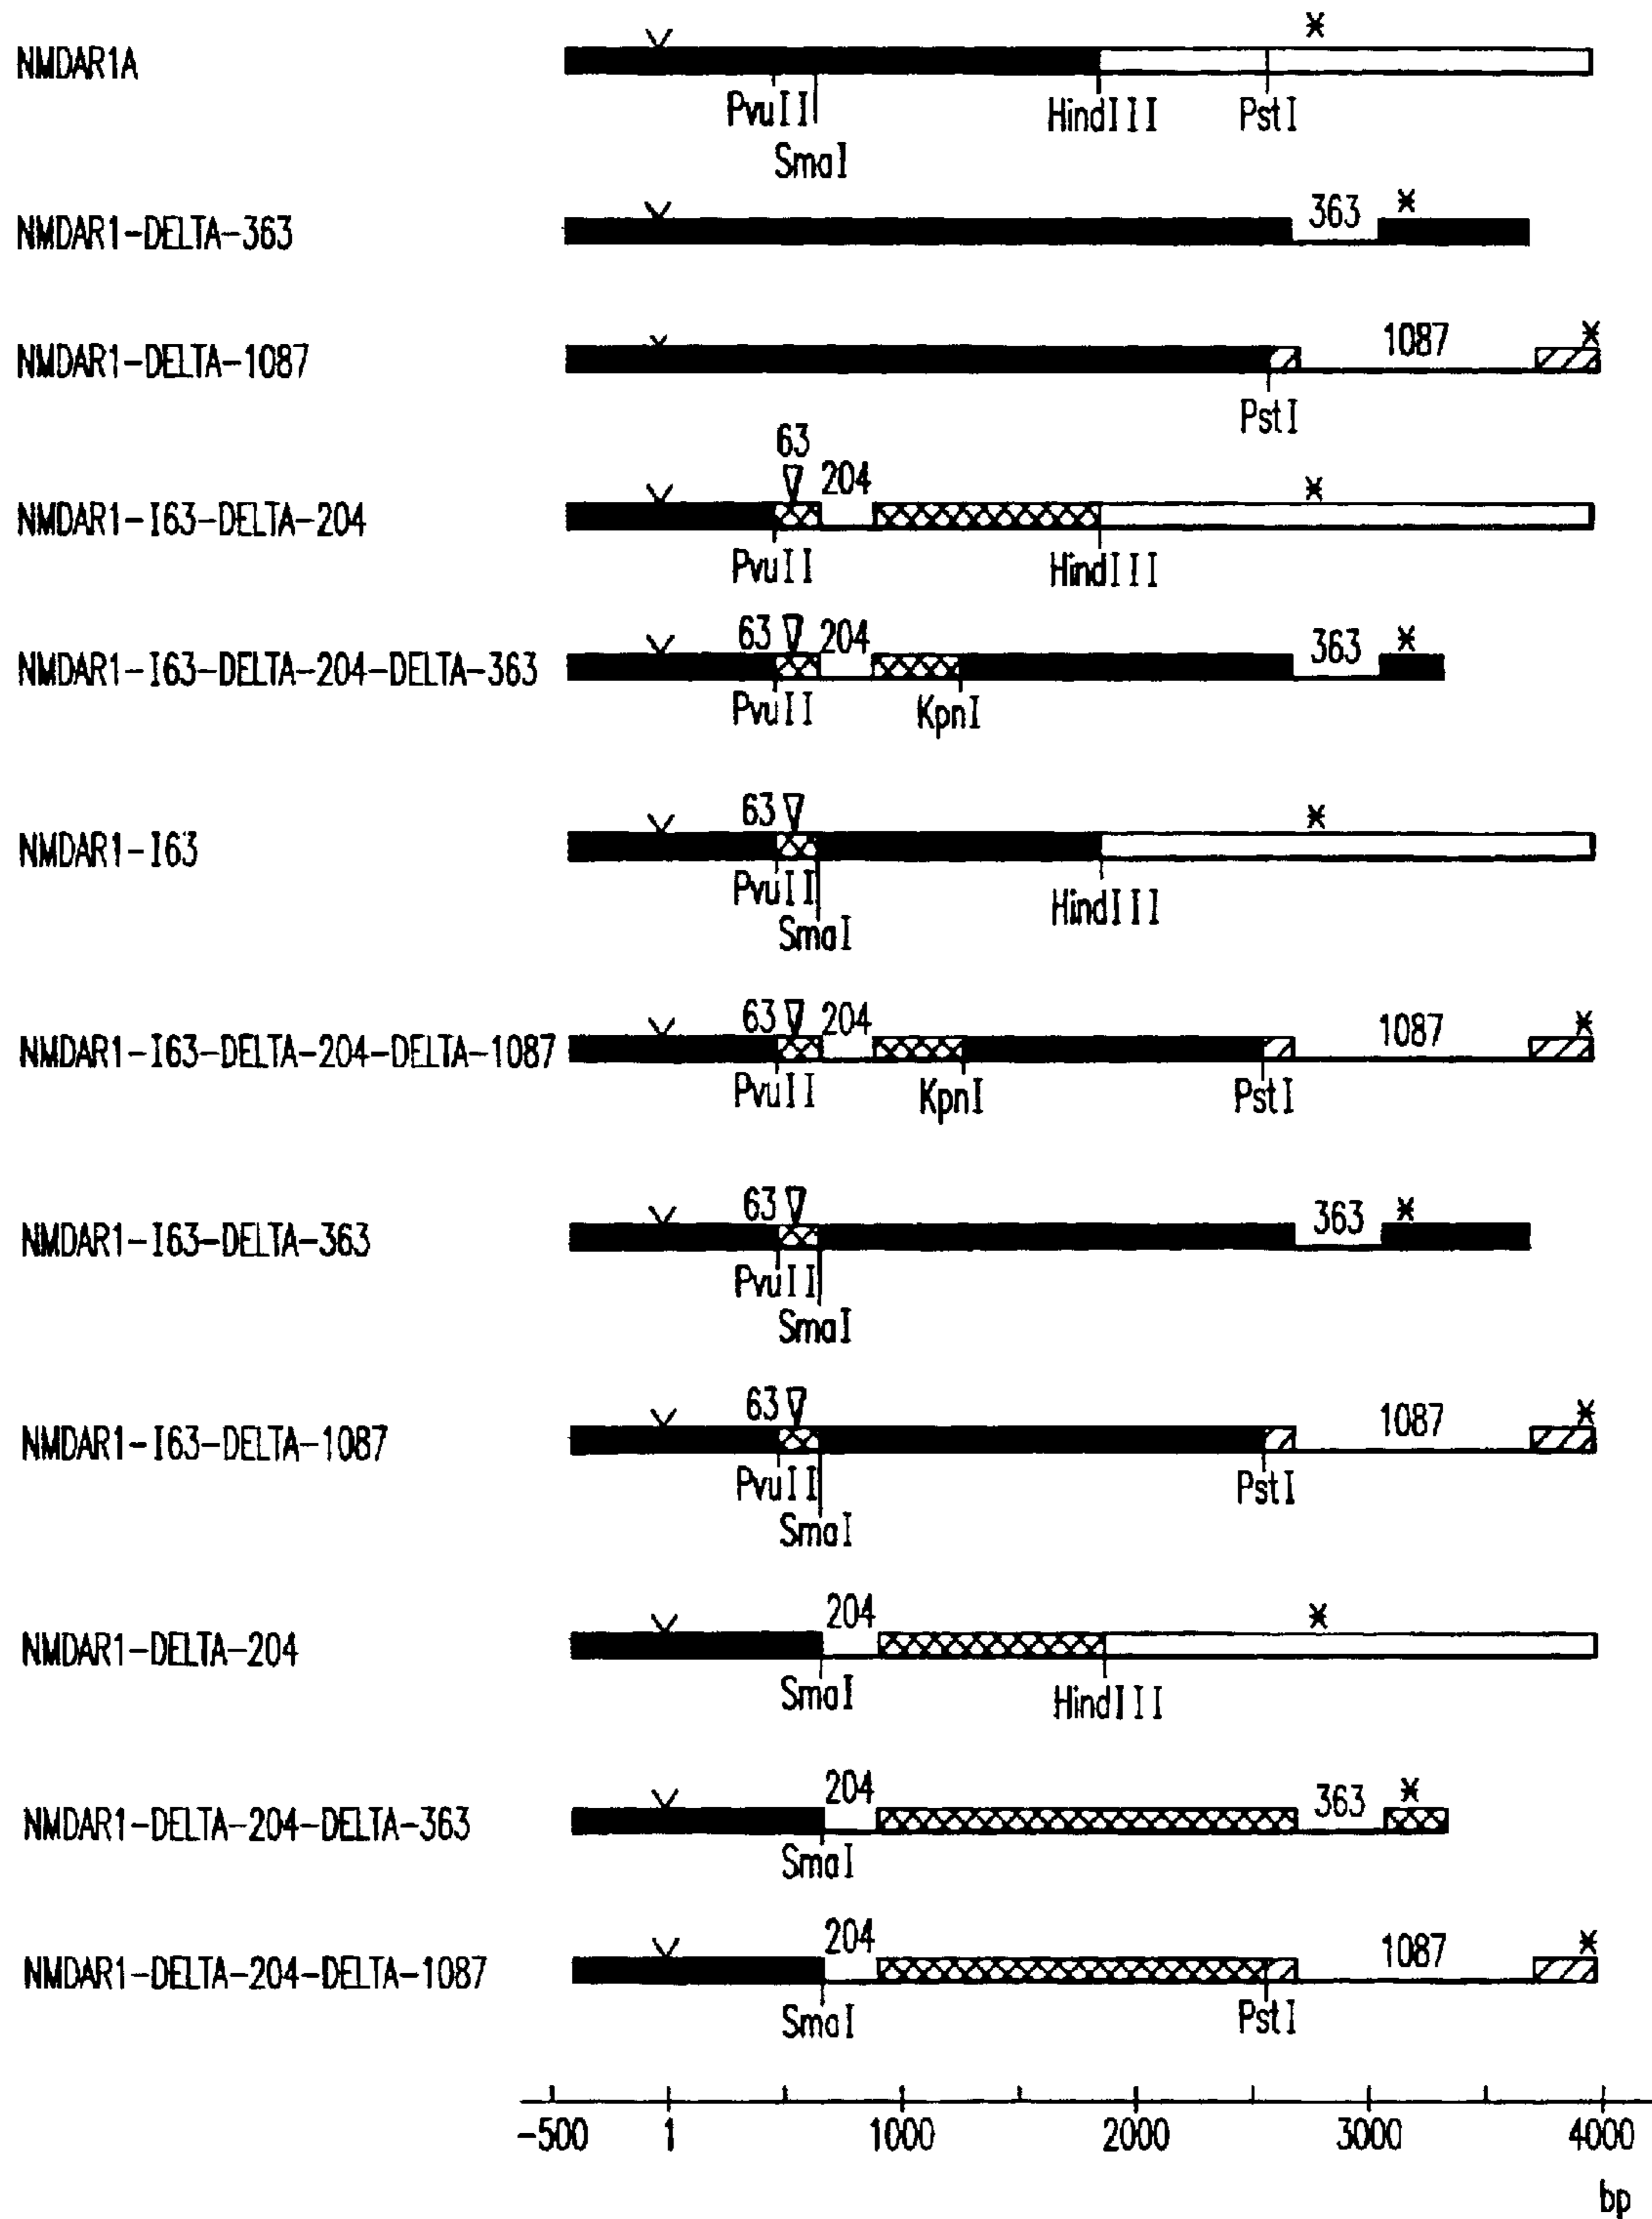 NMDAR1A
*
PvuII
HindIII
PstI
SmaI
NMDAR1-DELTA-363
363
*
NMDAR1-DELTA-1087
1087
*
PstI
63
204
*
NMDAR1-I63-DELTA-204
PvuII
HindIII
63
204
363
*
NMDAR1-I63-DELTA-204-DELTA-363
PvuII
KpnI
63
*
NMDAR1-I63
PvuII
HindIII
SmaI
63
204
1087
*
NMDAR1-I63-DELTA-204-DELTA-1087
PvuII
KpnI
PstI
63
363
*
NMDAR1-I63-DELTA-363
PvuII
SmaI
63
1087
*
NMDAR1-I63-DELTA-1087
PvuII
PstI
SmaI
204
*
NMDAR1-DELTA-204
SmaI
HindIII
204
363
*
NMDAR1-DELTA-204-DELTA-363
SmaI
204
1087
*
NMDAR1-DELTA-204-DELTA-1087
SmaI
PstI
-500 1 1000 2000 3000 4000
bp